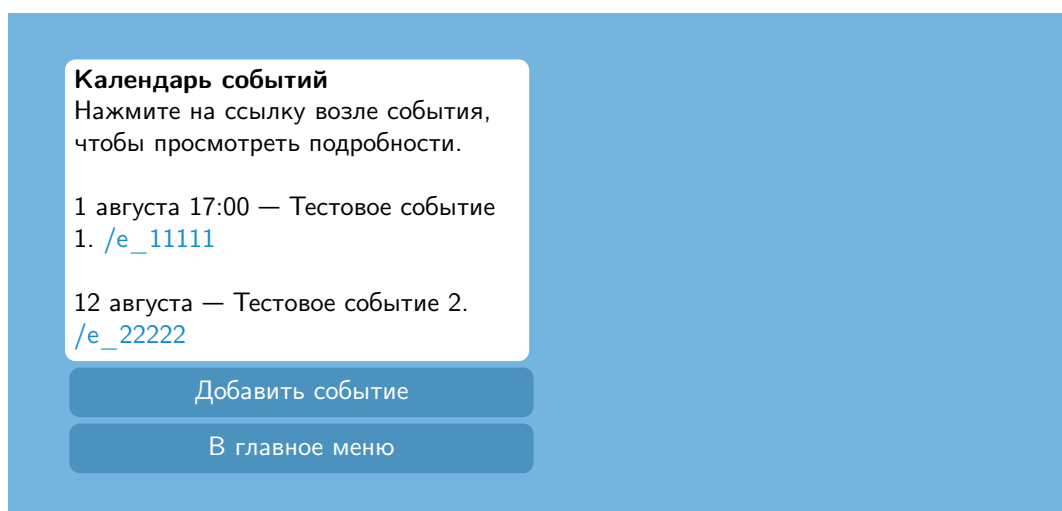 Календарь событий
Нажмите на ссылку возле события,
чтобы просмотреть подробности.
1 августа 17:00 — Тестовое событие
1. /e_11111
12 августа — Тестовое событие 2.
/e_22222
Добавить событие
В главное меню